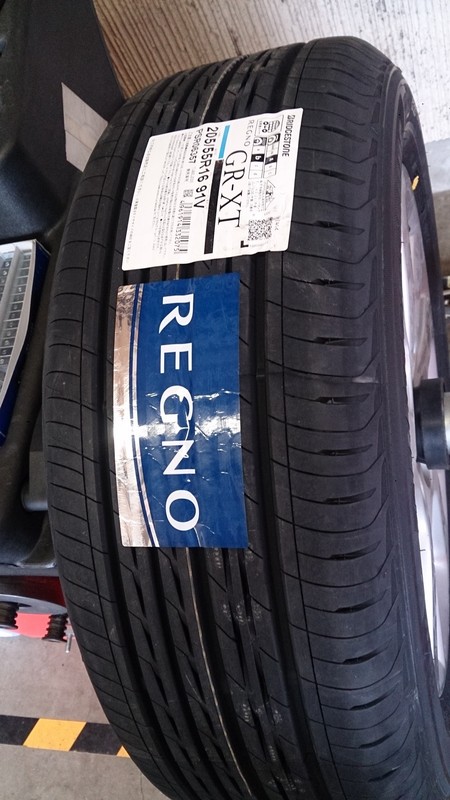 BRIDGESTONE
REGNO
GR-XT
205/55R16 91V
REGNO